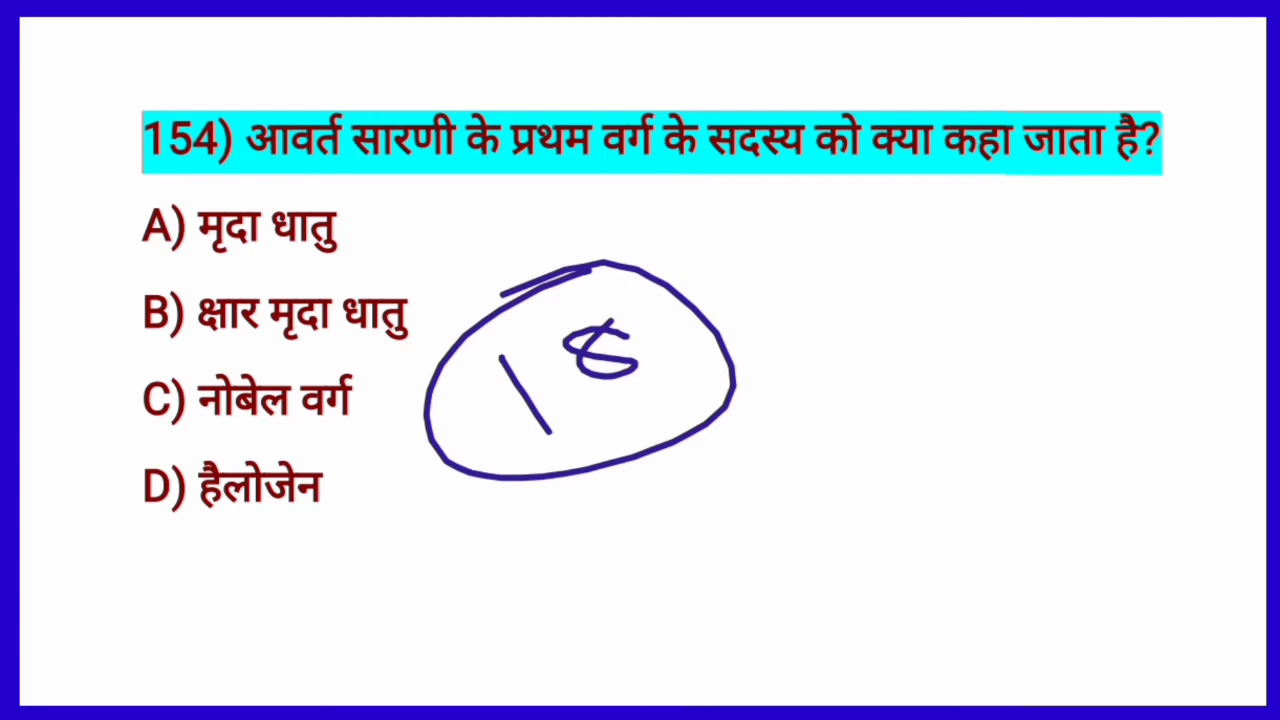 154) आवर्त सारणी के प्रथम वर्ग के सदस्य को क्या कहा जाता है?
A) मृदा धातु
B) क्षार मृदा धातु
18
C) नोबेल वर्ग
D) हैलोजेन